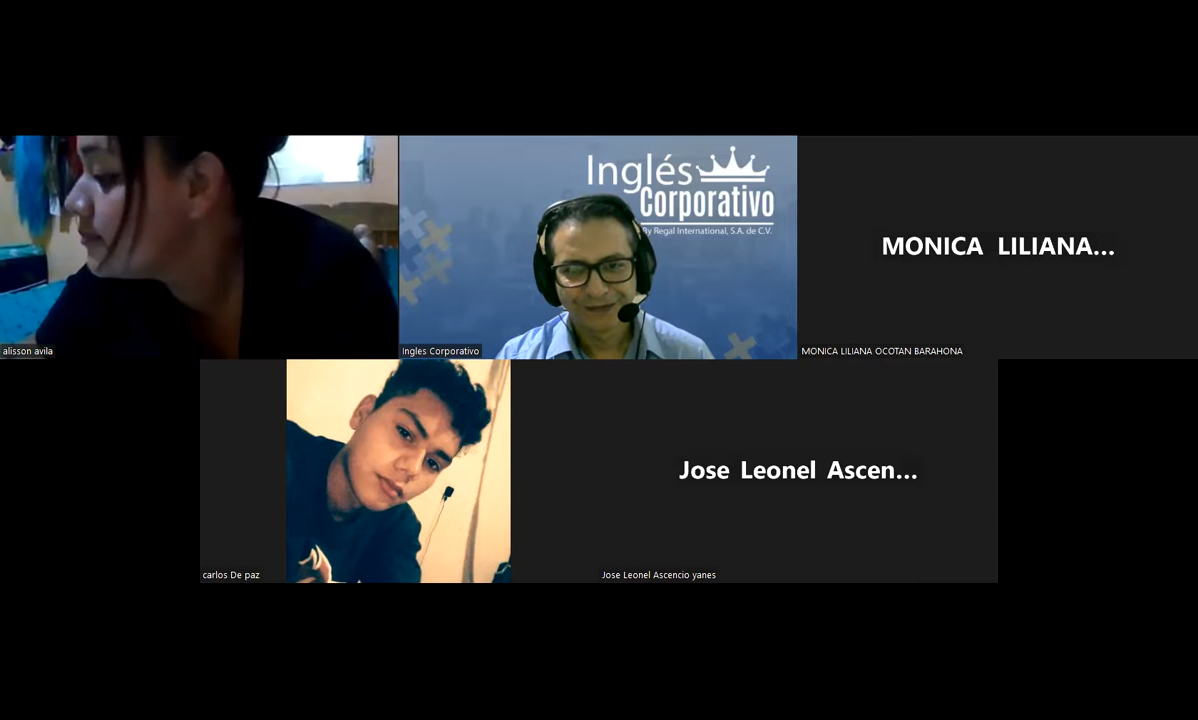 Inglés
Corporativo
By Regal International, S.A. de C.V.
MONICA LILIANA...
alisson avila
Ingles Corporativo
MONICA LILIANA OCOTAN BARAHONA
Jose Leonel Ascen...
carlos De paz
Jose Leonel Ascencio yanes